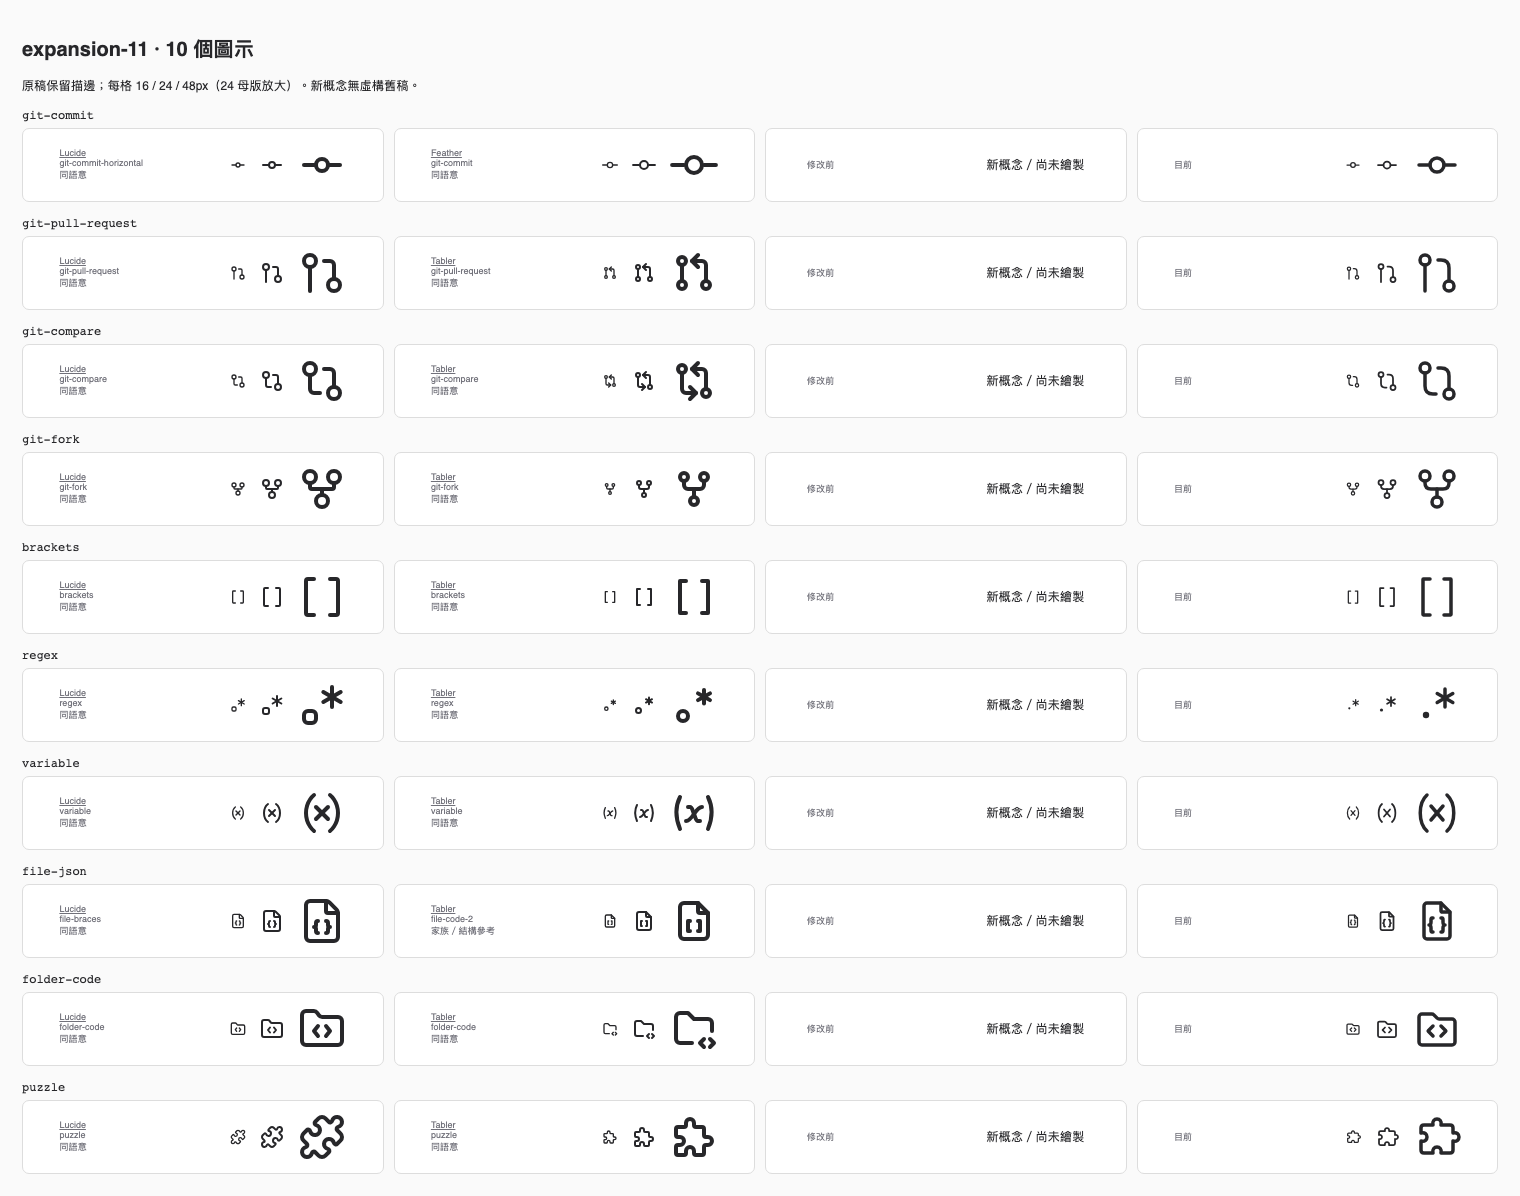 expansion-11 · 10 個圖示
原稿保留描邊；每格 16 / 24 / 48px（24 母版放大）。新概念無虛構舊稿。
git-commit
Lucide
git-commit-horizontal
同語意
Feather
git-commit
同語意
修改前
新概念 / 尚未繪製
目前
git-pull-request
Lucide
git-pull-request
同語意
Tabler
git-pull-request
同語意
修改前
新概念 / 尚未繪製
目前
git-compare
Lucide
git-compare
同語意
Tabler
git-compare
同語意
修改前
新概念 / 尚未繪製
目前
git-fork
Lucide
git-fork
同語意
Tabler
git-fork
同語意
修改前
新概念 / 尚未繪製
目前
brackets
Lucide
brackets
同語意
Tabler
brackets
同語意
修改前
新概念 / 尚未繪製
目前
regex
Lucide
regex
同語意
Tabler
regex
同語意
修改前
新概念 / 尚未繪製
目前
variable
Lucide
variable
同語意
Tabler
variable
同語意
修改前
新概念 / 尚未繪製
目前
file-json
Lucide
file-braces
同語意
Tabler
file-code-2
家族 / 結構參考
修改前
新概念 / 尚未繪製
目前
folder-code
Lucide
folder-code
同語意
Tabler
folder-code
同語意
修改前
新概念 / 尚未繪製
目前
puzzle
Lucide
puzzle
同語意
Tabler
puzzle
同語意
修改前
新概念 / 尚未繪製
目前